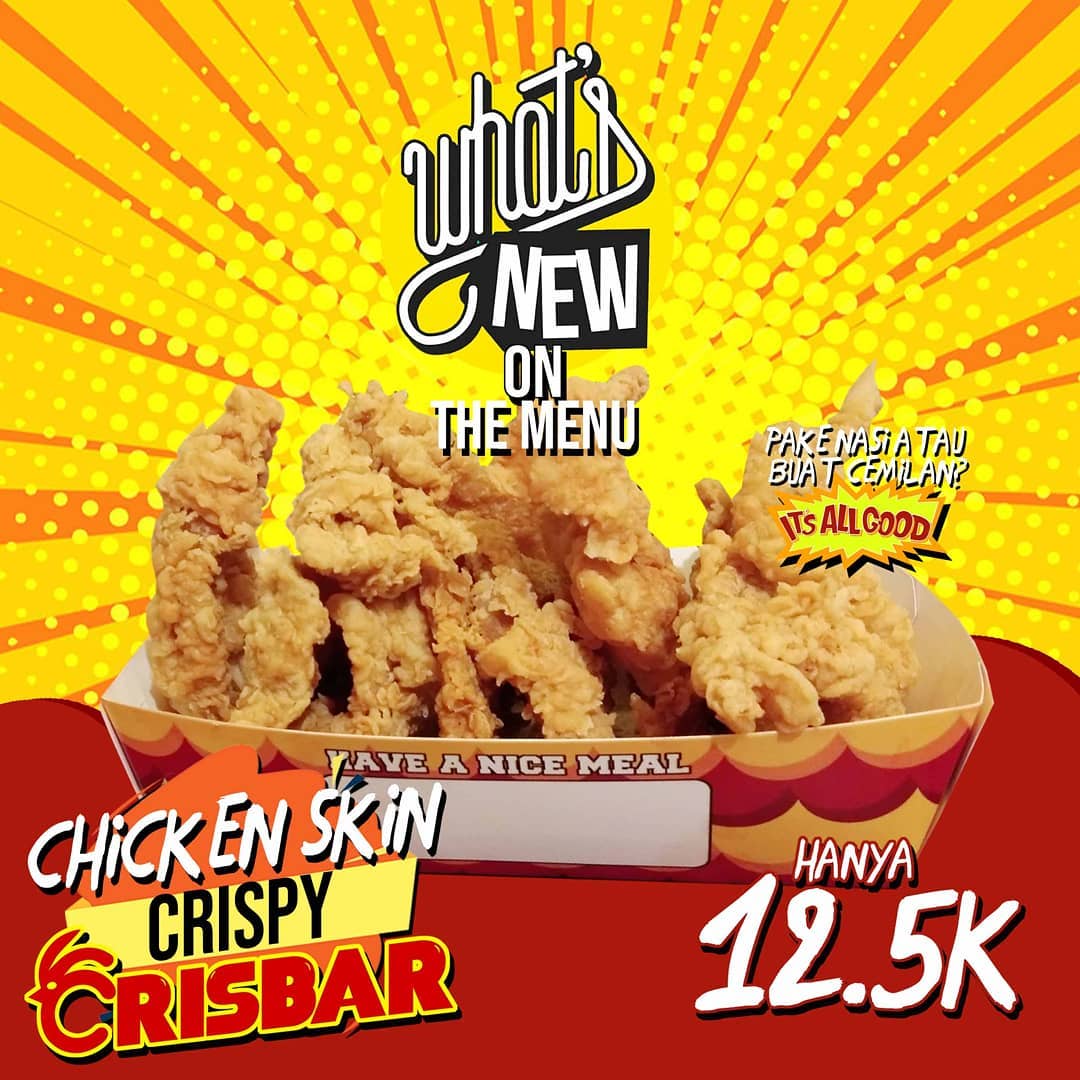 what's
NEW
ON
THE MENU
PAKE NASI ATAU
BUAT CEMILAN?
IT'S ALL GOOD!
HAVE A NICE MEAL
CHICKEN SKIN
CRISPY
CRISBAR
HANYA
12.5K